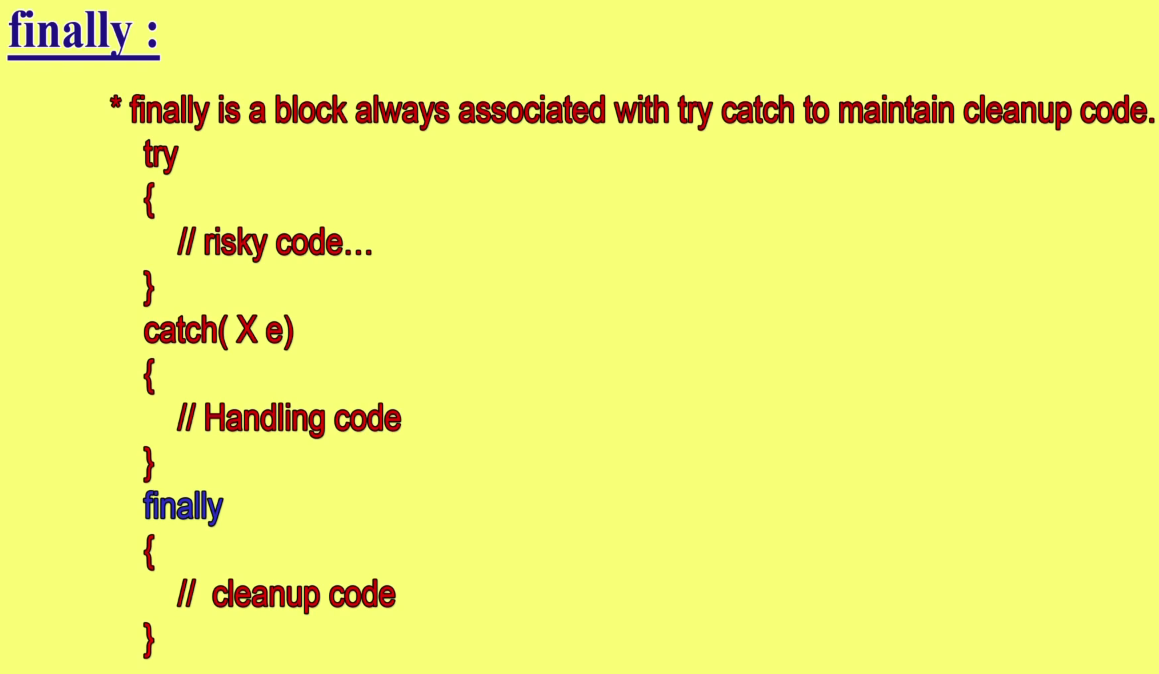 finally :
* finally is a block always associated with try catch to maintain cleanup code.
try
{
// risky code...
}
catch( X e)
{
// Handling code
}
finally
{
//  cleanup code
}